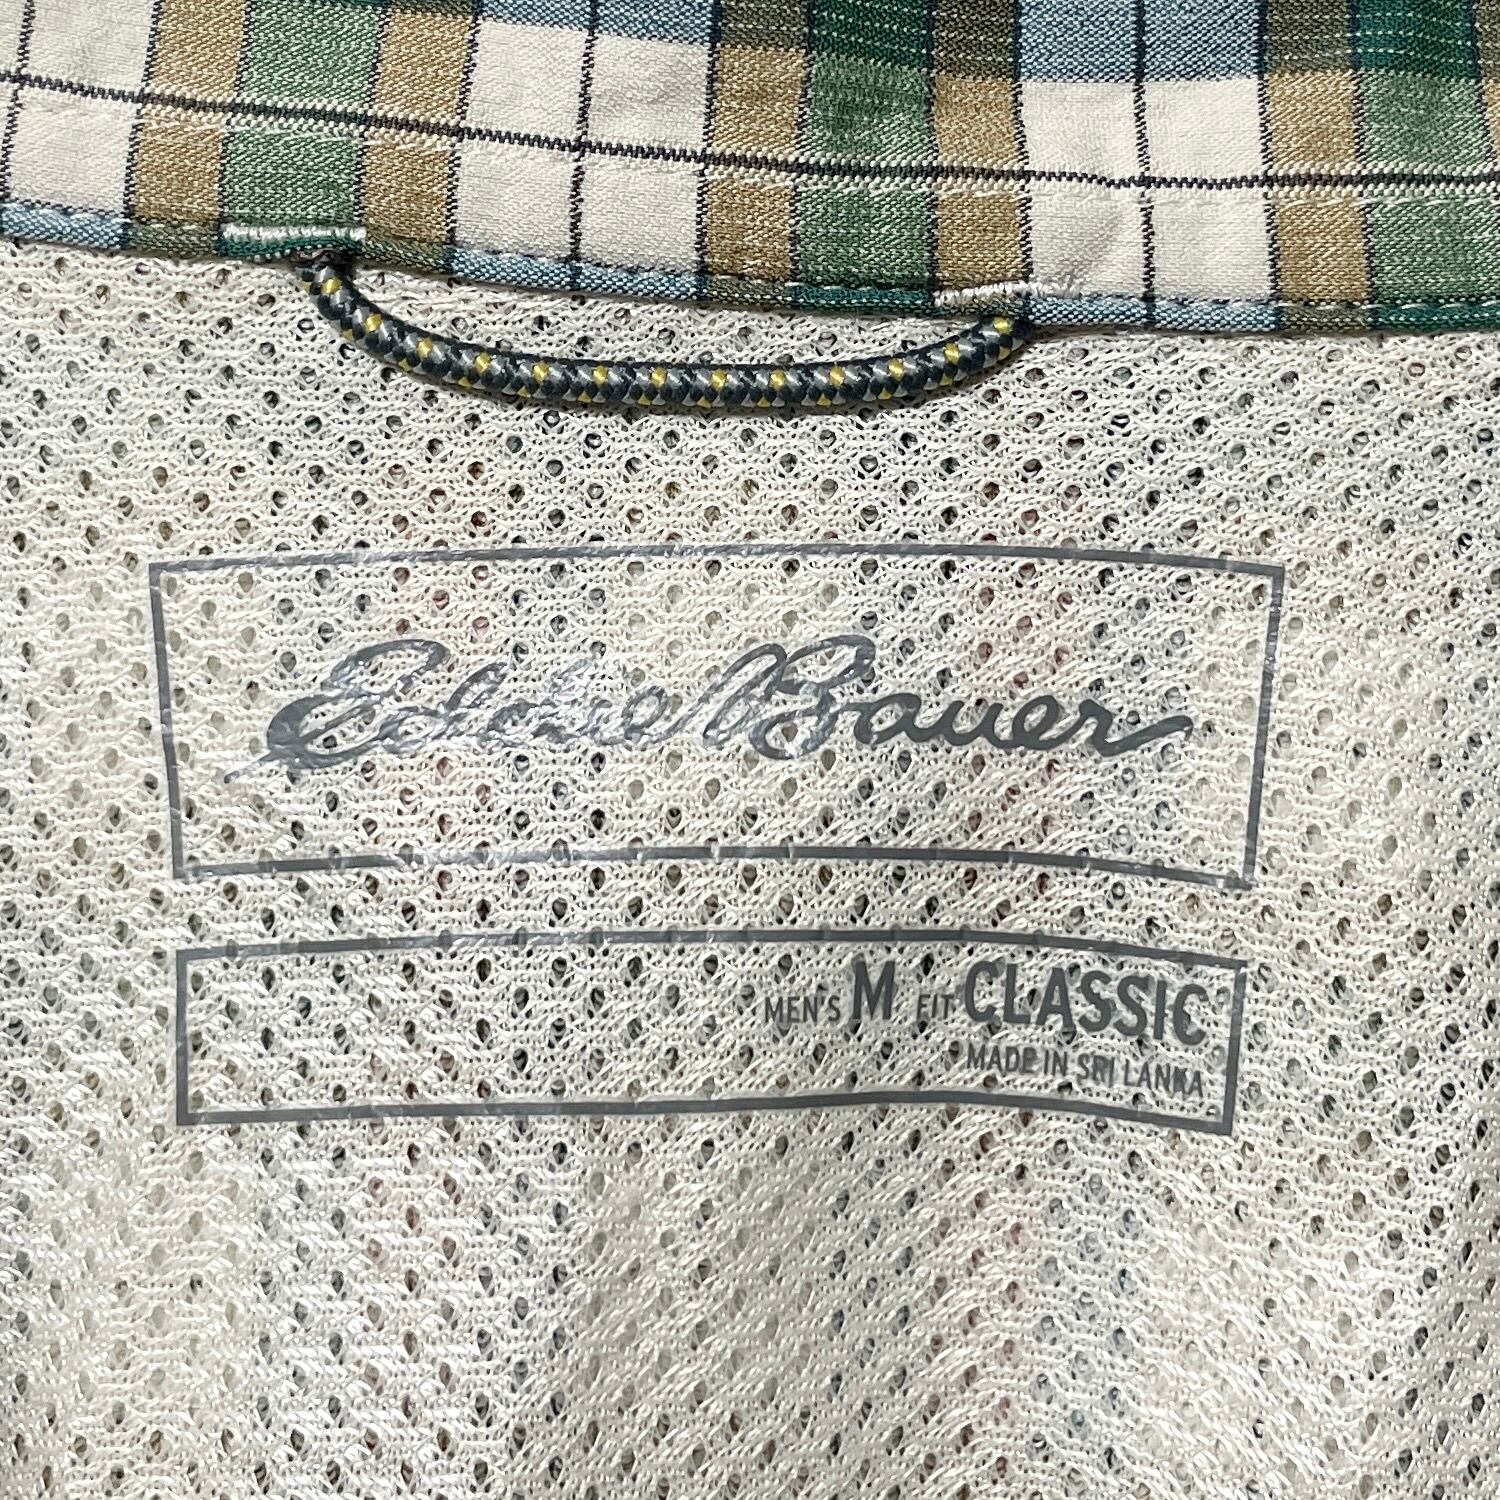 Eddie Bauer
MEN'S M FIT CLASSIC
MADE IN SRI LANKA